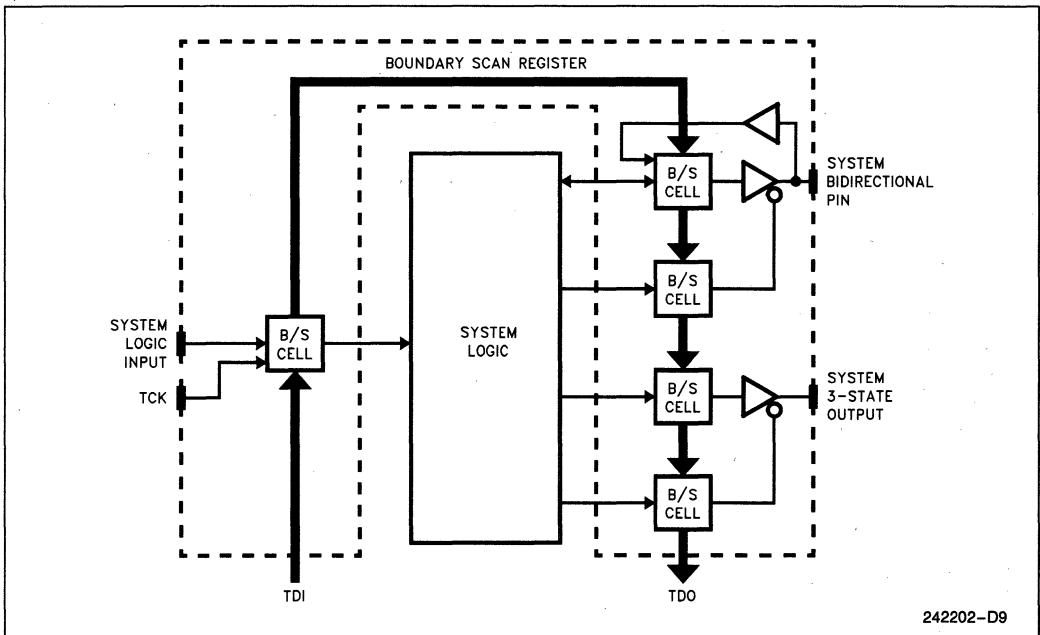 BOUNDARY SCAN REGISTER
B/S
CELL
SYSTEM
BIDIRECTIONAL
PIN
B/S
CELL
SYSTEM
LOGIC
INPUT
B/S
CELL
SYSTEM
LOGIC
TCK
B/S
CELL
SYSTEM
3-STATE
OUTPUT
B/S
CELL
TDI
TDO
242202-D9